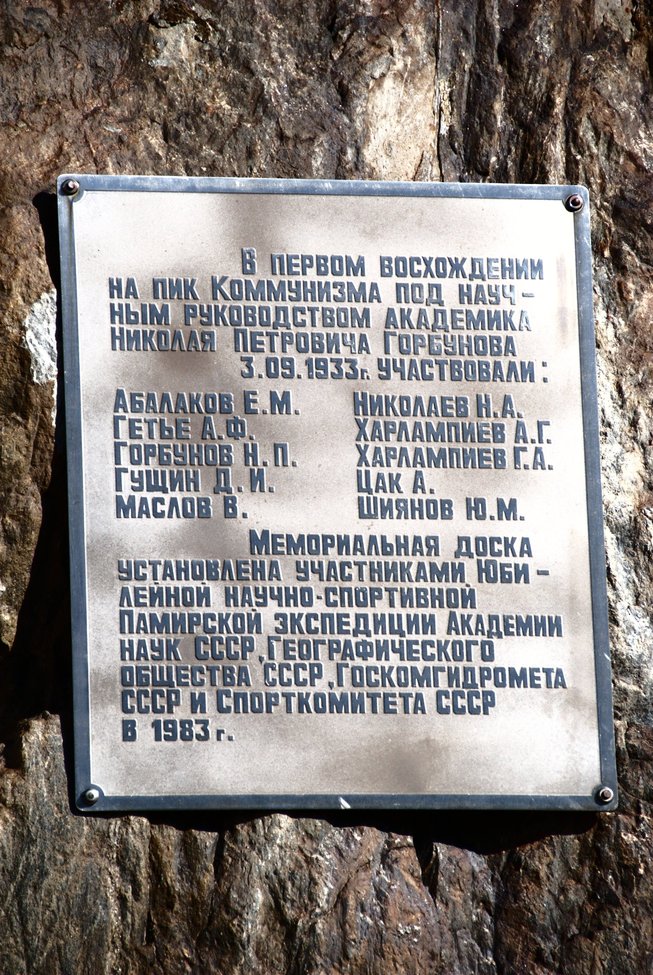 В первом восхождении
на пик Коммунизма под науч-
ным руководством академика
Николая Петровича Горбунова
3.09.1933г. участвовали:
Абалаков Е.М. Николаев Н.А.
Гетье А.Ф. Харлампиев А.Г.
Горбунов Н.П. Харлампиев Г.А.
Гущин Д.И. Цак А.
Маслов В. Шиянов Ю.М.
Мемориальная доска
установлена участниками Юби-
лейной научно-спортивной
Памирской экспедиции Академии
наук СССР, Географического
общества СССР, Госкомгидромета
СССР и Спорткомитета СССР
в 1983г.